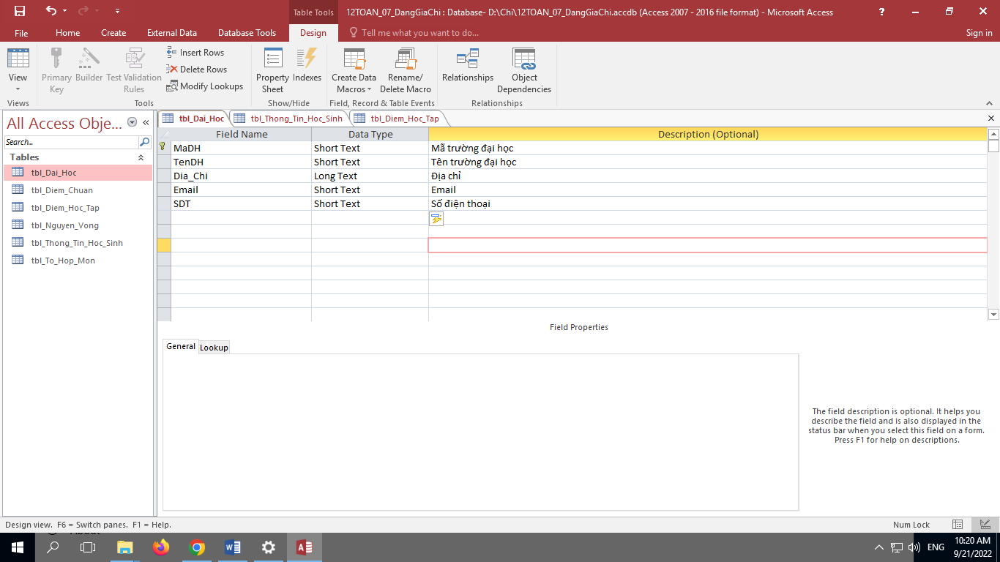 Table Tools
12TOAN_07_DangGiaChi : Database- D:\Chi\12TOAN_07_DangGiaChi.accdb (Access 2007 - 2016 file format) - Microsoft Access
?
File
Home
Create
External Data
Database Tools
Design
Tell me what you want to do...
Sign in
View
Primary Key
Builder
Test Validation Rules
Insert Rows
Delete Rows
Modify Lookups
Property Sheet
Indexes
Create Data Macros
Rename/ Delete Macro
Relationships
Object Dependencies
Views
Tools
Show/Hide
Field, Record & Table Events
Relationships
All Access Obje...
Search...
Tables
tbl_Dai_Hoc
tbl_Diem_Chuan
tbl_Diem_Hoc_Tap
tbl_Nguyen_Vong
tbl_Thong_Tin_Hoc_Sinh
tbl_To_Hop_Mon
tbl_Dai_Hoc
tbl_Thong_Tin_Hoc_Sinh
tbl_Diem_Hoc_Tap
Field Name Data Type Description (Optional)
MaDH Short Text Mã trường đại học
TenDH Short Text Tên trường đại học
Dia_Chi Long Text Địa chỉ
Email Short Text Email
SDT Short Text Số điện thoại
Field Properties
General Lookup
The field description is optional. It helps you
describe the field and is also displayed in the
status bar when you select this field on a form.
Press F1 for help on descriptions.
Design view. F6 = Switch panes. F1 = Help.
Num Lock
ENG
10:20 AM
9/21/2022